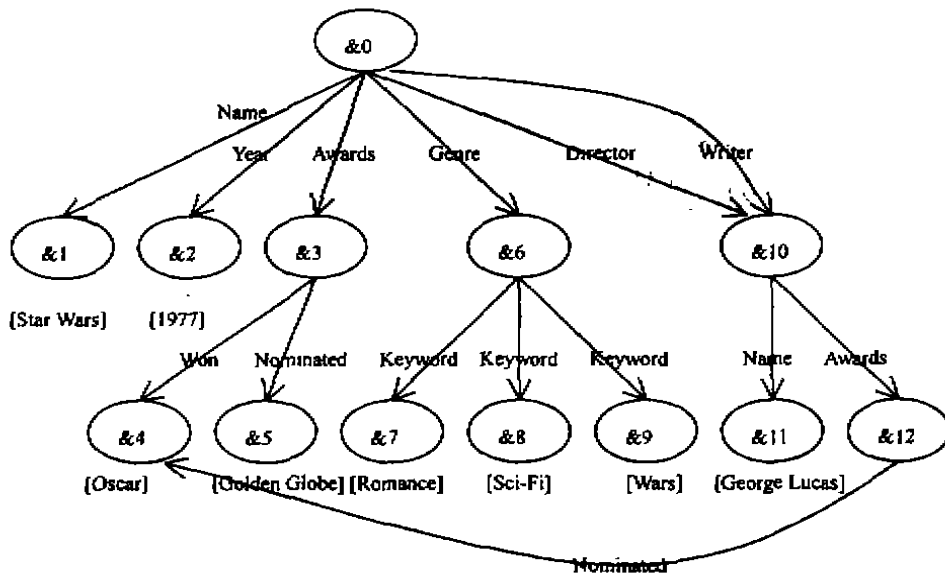 &0
Name
Year Awards Genre Director Writer
&1 &2 &3 &6 &10
[Star Wars] [1977]
Won Nominated Keyword Keyword Keyword Name Awards
&4 &5 &7 &8 &9 &11 &12
[Oscar] [Golden Globe] [Romance] [Sci-Fi] [Wars] [George Lucas]
Nominated